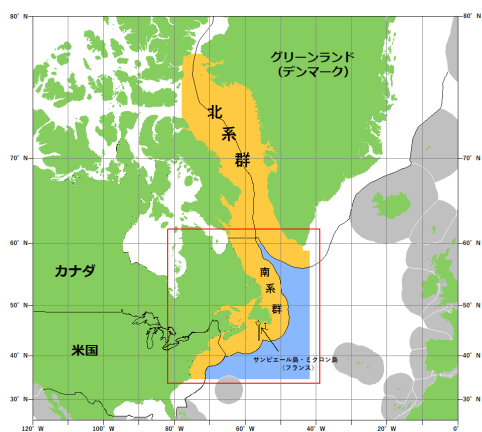 80° N
80° N
グリーンランド
（デンマーク）
北
系
群
70° N
70° N
60° N
60° N
カナダ
南
系
群
50° N
50° N
米国
サンピエール島・ミクロン島
（フランス）
40° N
40° N
30° N
30° N
120° W
100° W
80° W
60° W
40° W
20° W
0°